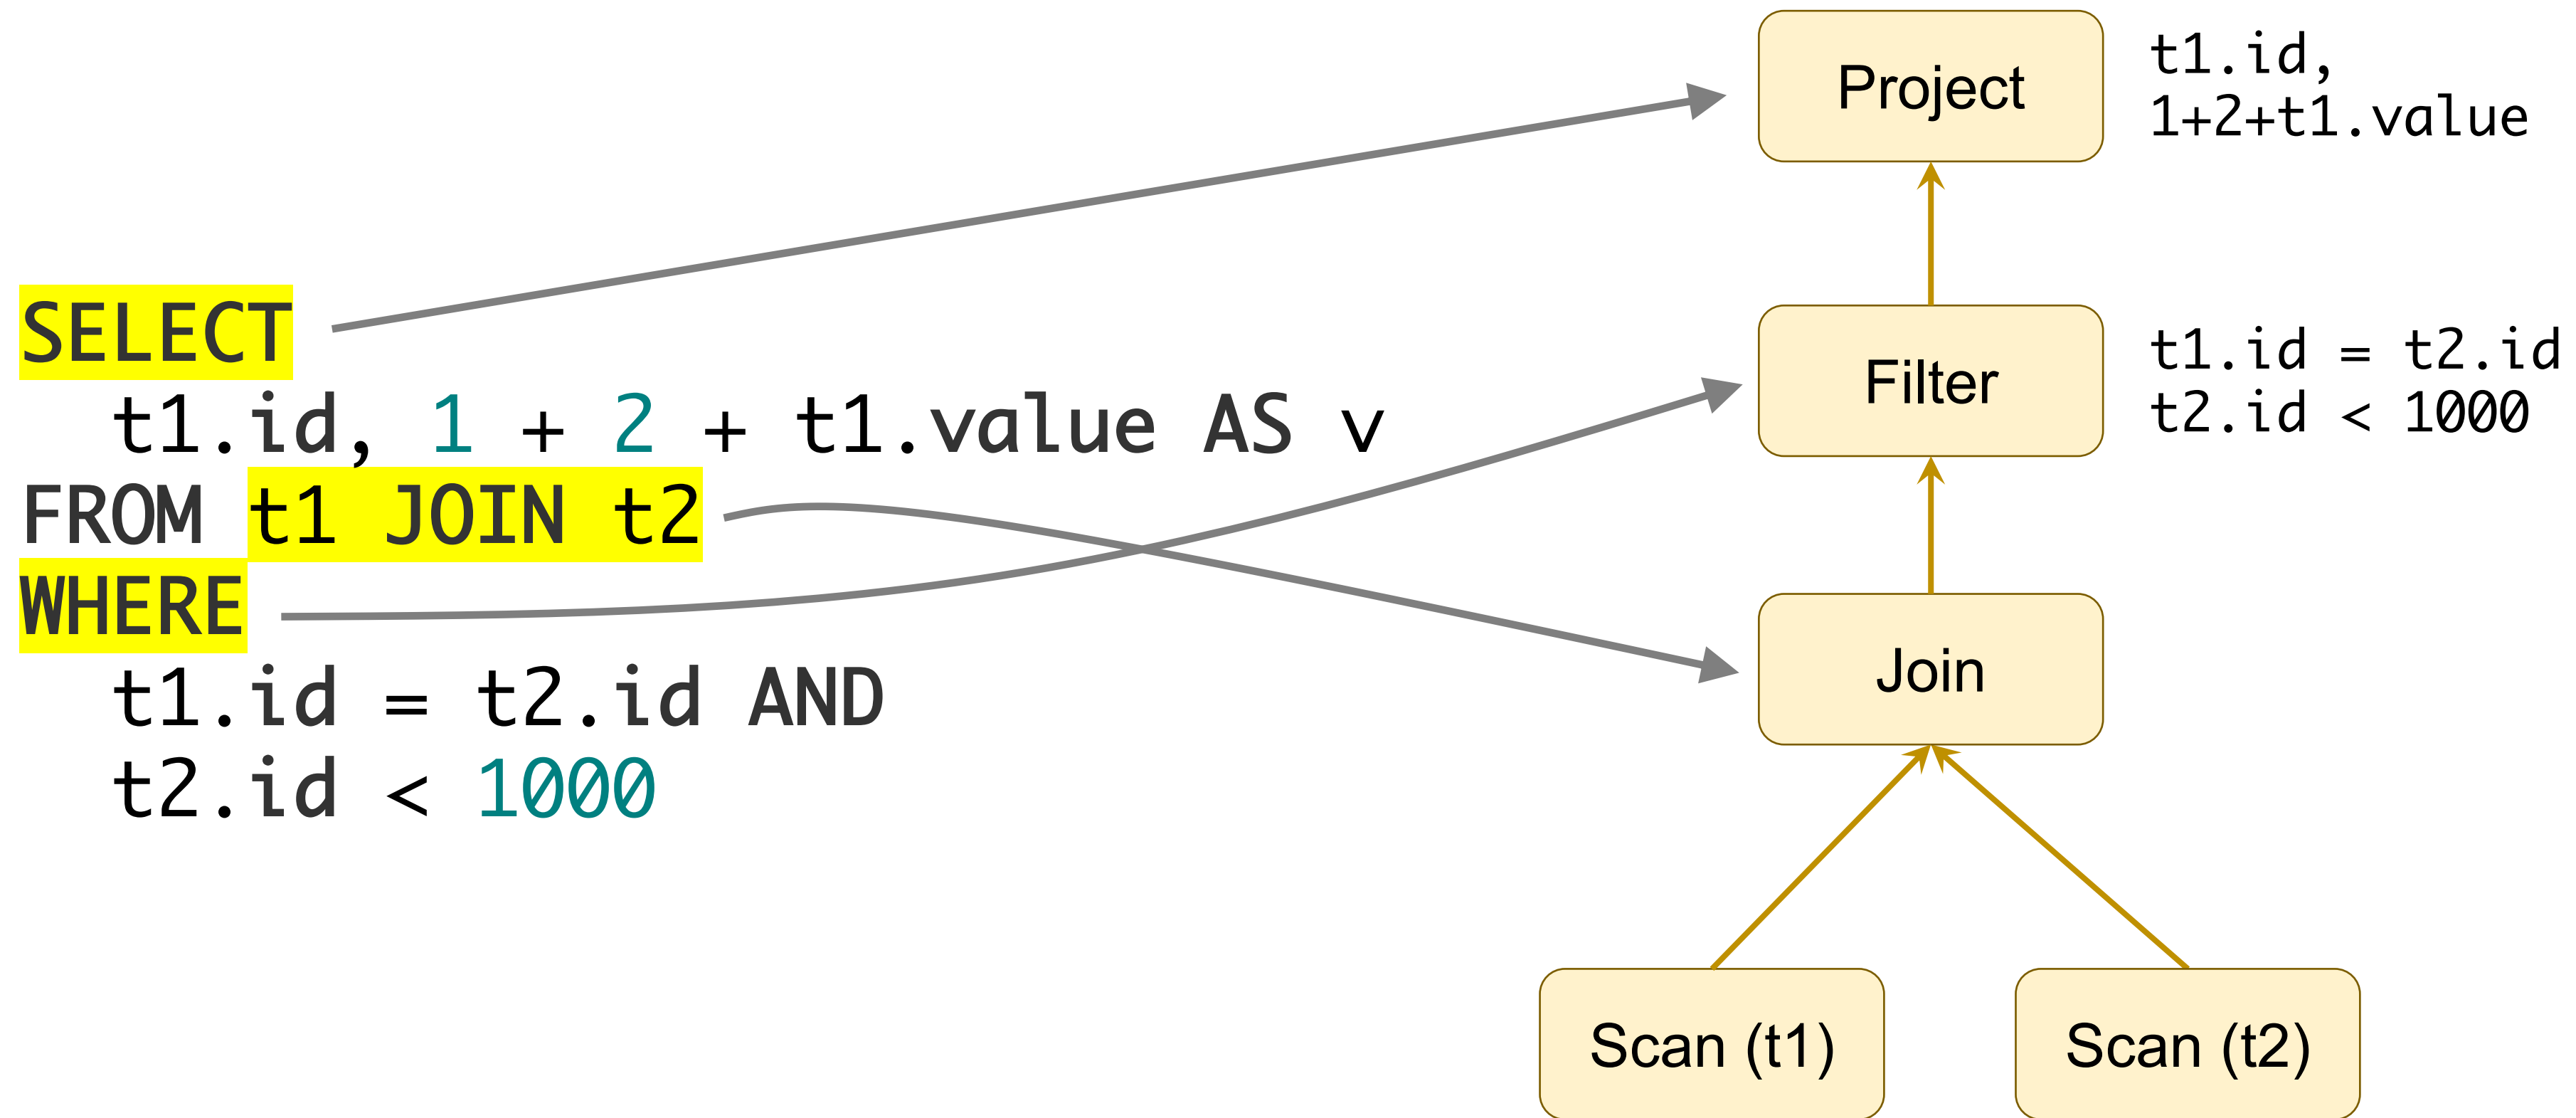 SELECT
t1.id, 1 + 2 + t1.value AS v
FROM t1 JOIN t2
WHERE
t1.id = t2.id AND
t2.id < 1000
Project
t1.id,
1+2+t1.value
Filter
t1.id = t2.id
t2.id < 1000
Join
Scan (t1)
Scan (t2)